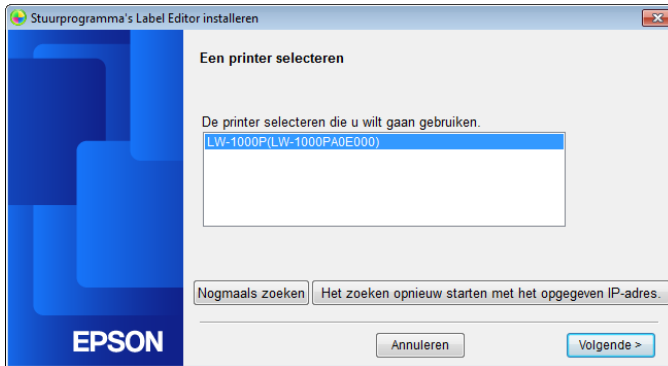 Stuurprogramma's Label Editor installeren
Een printer selecteren
De printer selecteren die u wilt gaan gebruiken.
LW-1000P(LW-1000PA0E000)
Nogmaals zoeken
Het zoeken opnieuw starten met het opgegeven IP-adres.
EPSON
Annuleren
Volgende >